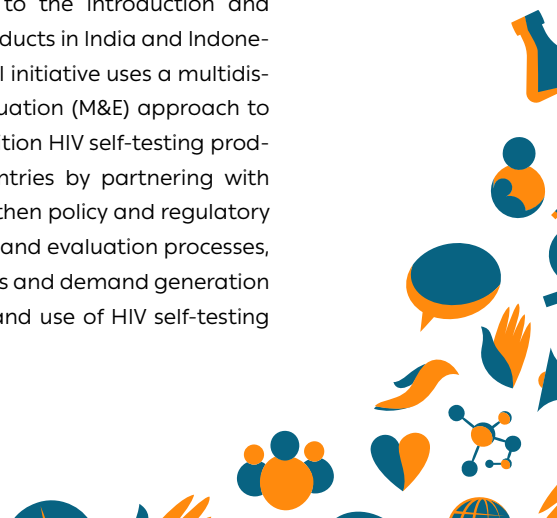 to the introduction and
ducts in India and Indone-
l initiative uses a multidis-
uation (M&E) approach to
ition HIV self-testing prod-
ntries by partnering with
then policy and regulatory
and evaluation processes,
s and demand generation
and use of HIV self-testing